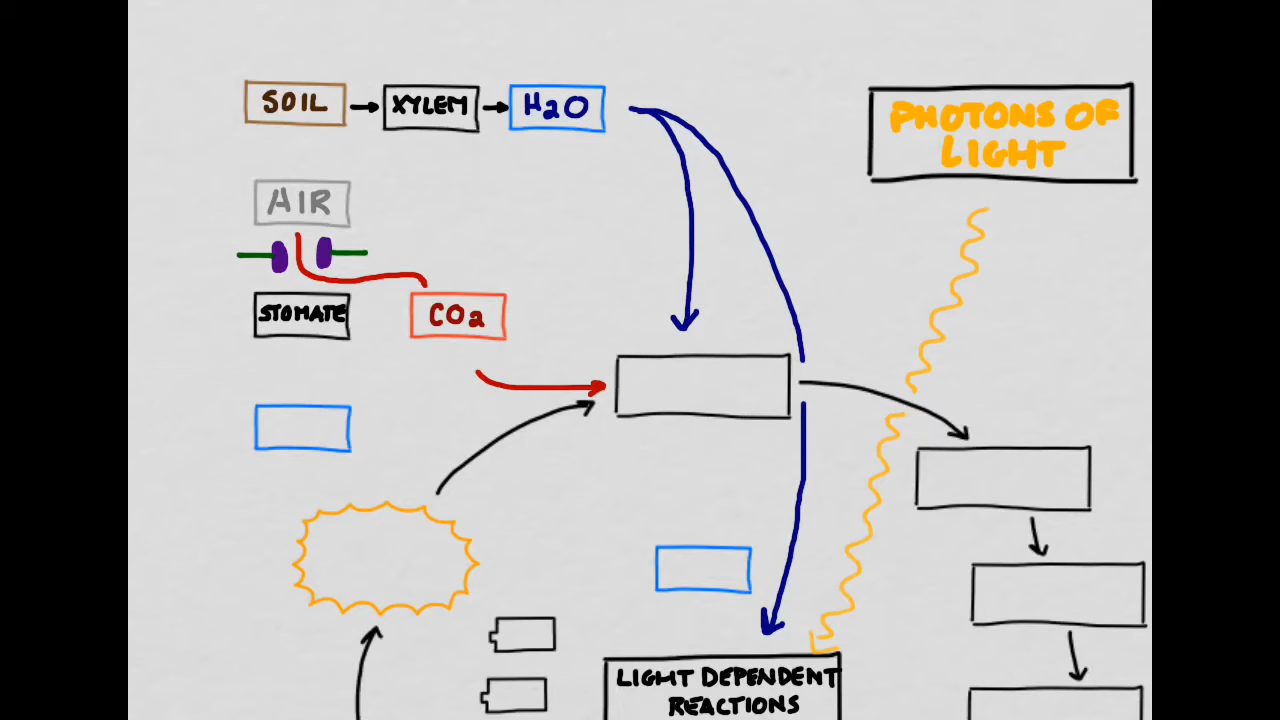 SOIL
XYLEM
H2O
PHOTONS OF
LIGHT
AIR
STOMATE
CO2
LIGHT DEPENDENT
REACTIONS